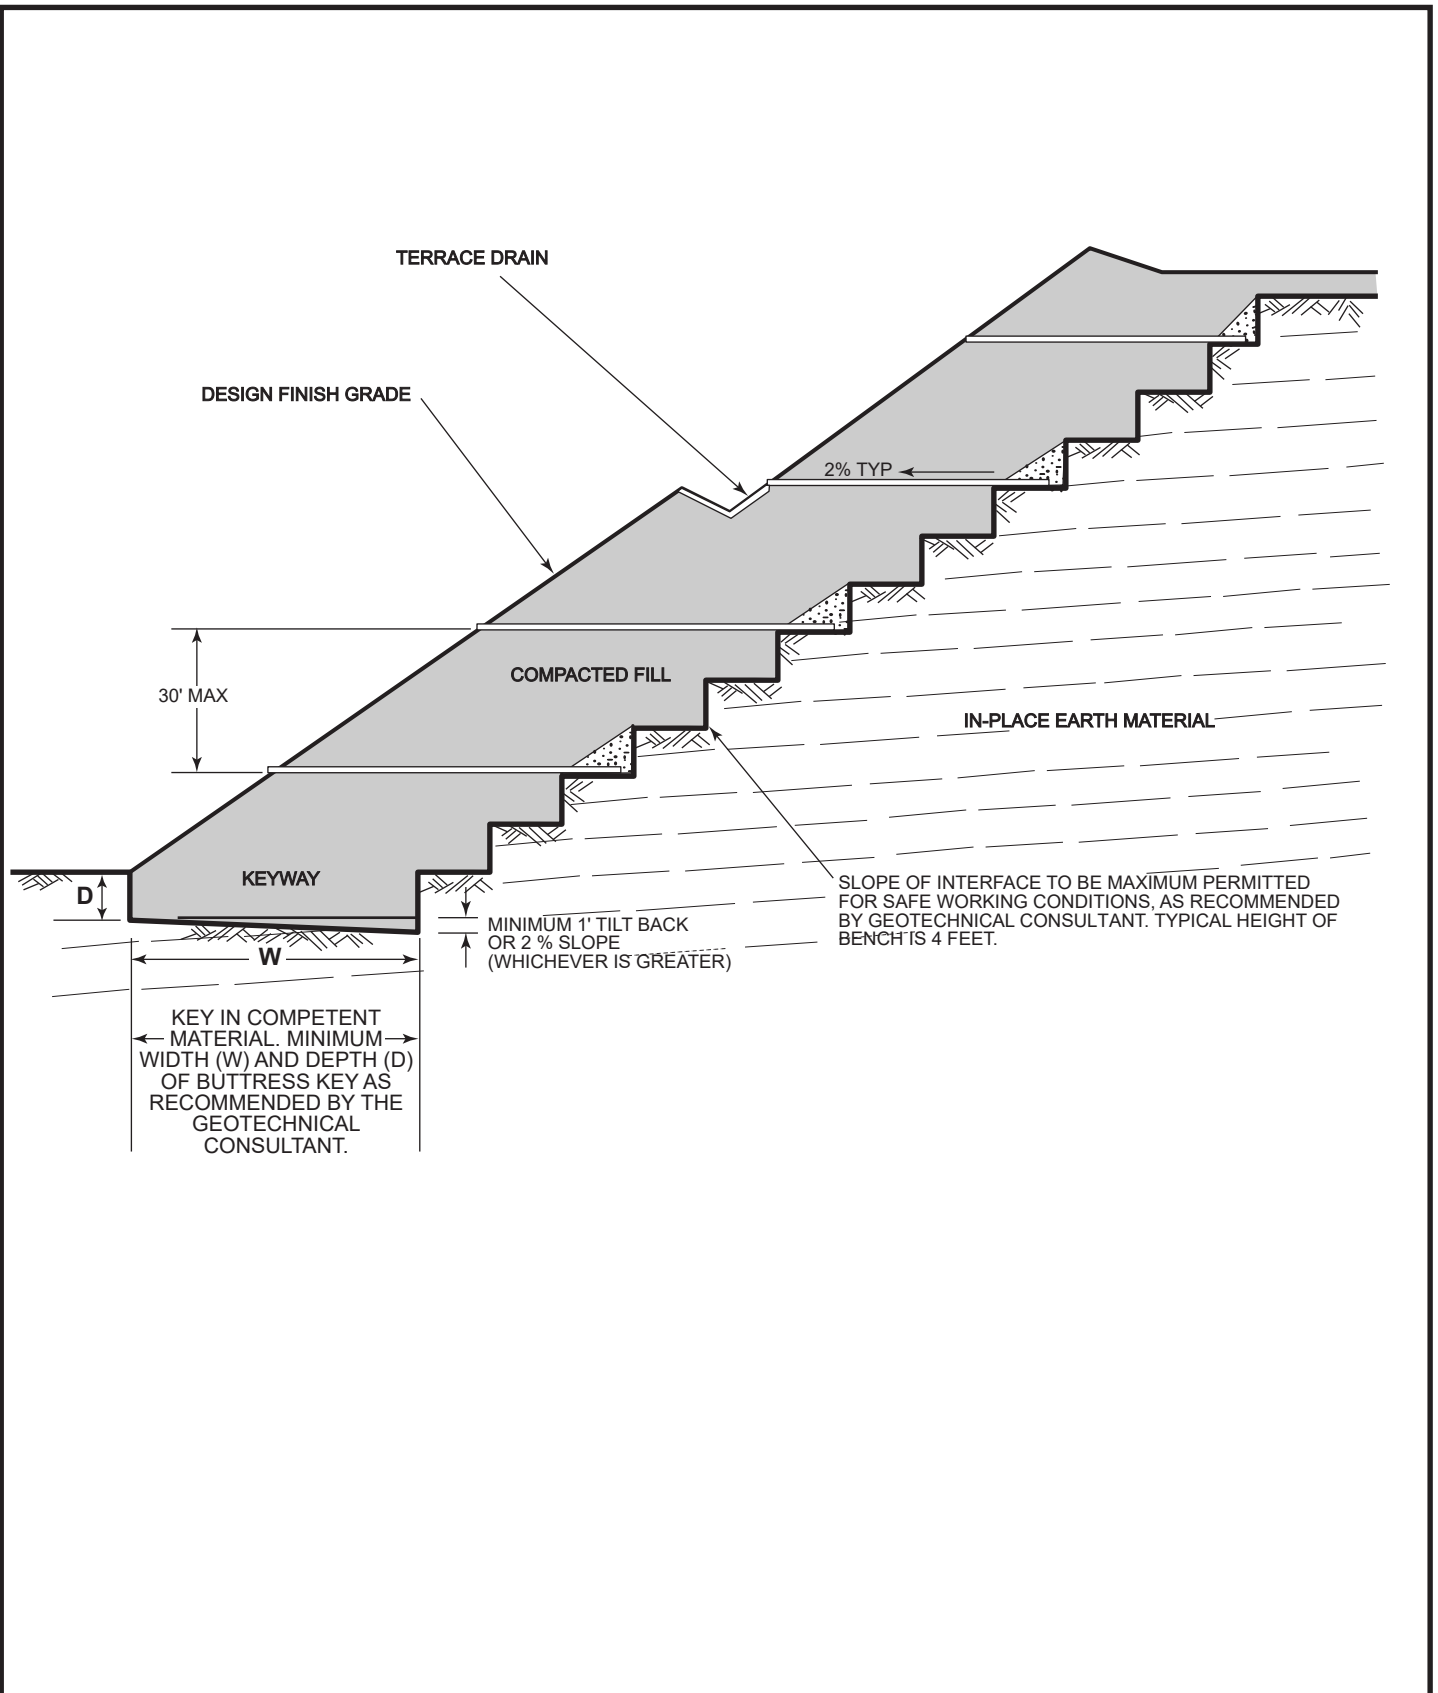 TERRACE DRAIN
DESIGN FINISH GRADE
2% TYP
30' MAX
COMPACTED FILL
IN-PLACE EARTH MATERIAL
KEYWAY
D
SLOPE OF INTERFACE TO BE MAXIMUM PERMITTED
FOR SAFE WORKING CONDITIONS, AS RECOMMENDED
BY GEOTECHNICAL CONSULTANT. TYPICAL HEIGHT OF
BENCH IS 4 FEET.
MINIMUM 1' TILT BACK
OR 2 % SLOPE
(WHICHEVER IS GREATER)
W
KEY IN COMPETENT
MATERIAL. MINIMUM
WIDTH (W) AND DEPTH (D)
OF BUTTRESS KEY AS
RECOMMENDED BY THE
GEOTECHNICAL
CONSULTANT.